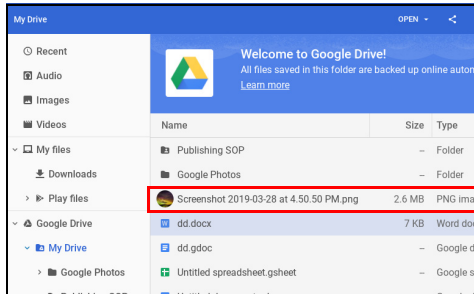 My Drive OPEN
Recent
Audio
Images
Videos
My files
Downloads
Play files
Google Drive
My Drive
Google Photos
Welcome to Google Drive!
All files saved in this folder are backed up online
Learn more
Name Size Type
Publishing SOP – Folder
Google Photos – Folder
Screenshot 2019-03-28 at 4.50.50 PM.png 2.6 MB PNG
dd.docx 7 KB Word
dd.gdoc – Google
Untitled spreadsheet.gsheet – Google